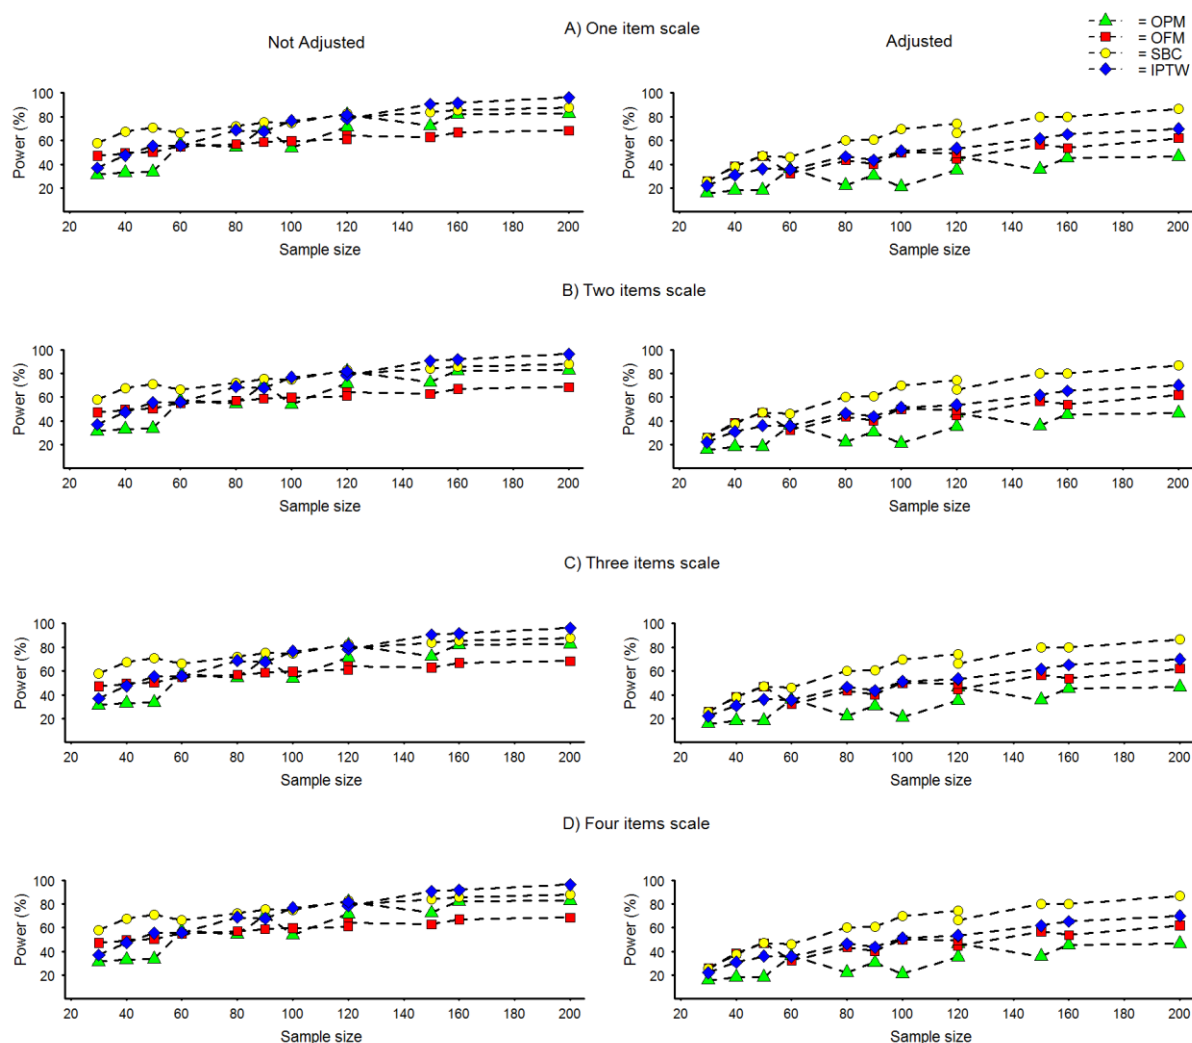 A) One item scale
Not Adjusted
Adjusted
= OPM
= OFM
= SBC
= IPTW
Power (%)
100
80
60
40
20
20 40 60 80 100 120 140 160 180 200
Sample size
Power (%)
100
80
60
40
20
20 40 60 80 100 120 140 160 180 200
Sample size
B) Two items scale
Power (%)
100
80
60
40
20
20 40 60 80 100 120 140 160 180 200
Sample size
Power (%)
100
80
60
40
20
20 40 60 80 100 120 140 160 180 200
Sample size
C) Three items scale
Power (%)
100
80
60
40
20
20 40 60 80 100 120 140 160 180 200
Sample size
Power (%)
100
80
60
40
20
20 40 60 80 100 120 140 160 180 200
Sample size
D) Four items scale
Power (%)
100
80
60
40
20
20 40 60 80 100 120 140 160 180 200
Sample size
Power (%)
100
80
60
40
20
20 40 60 80 100 120 140 160 180 200
Sample size